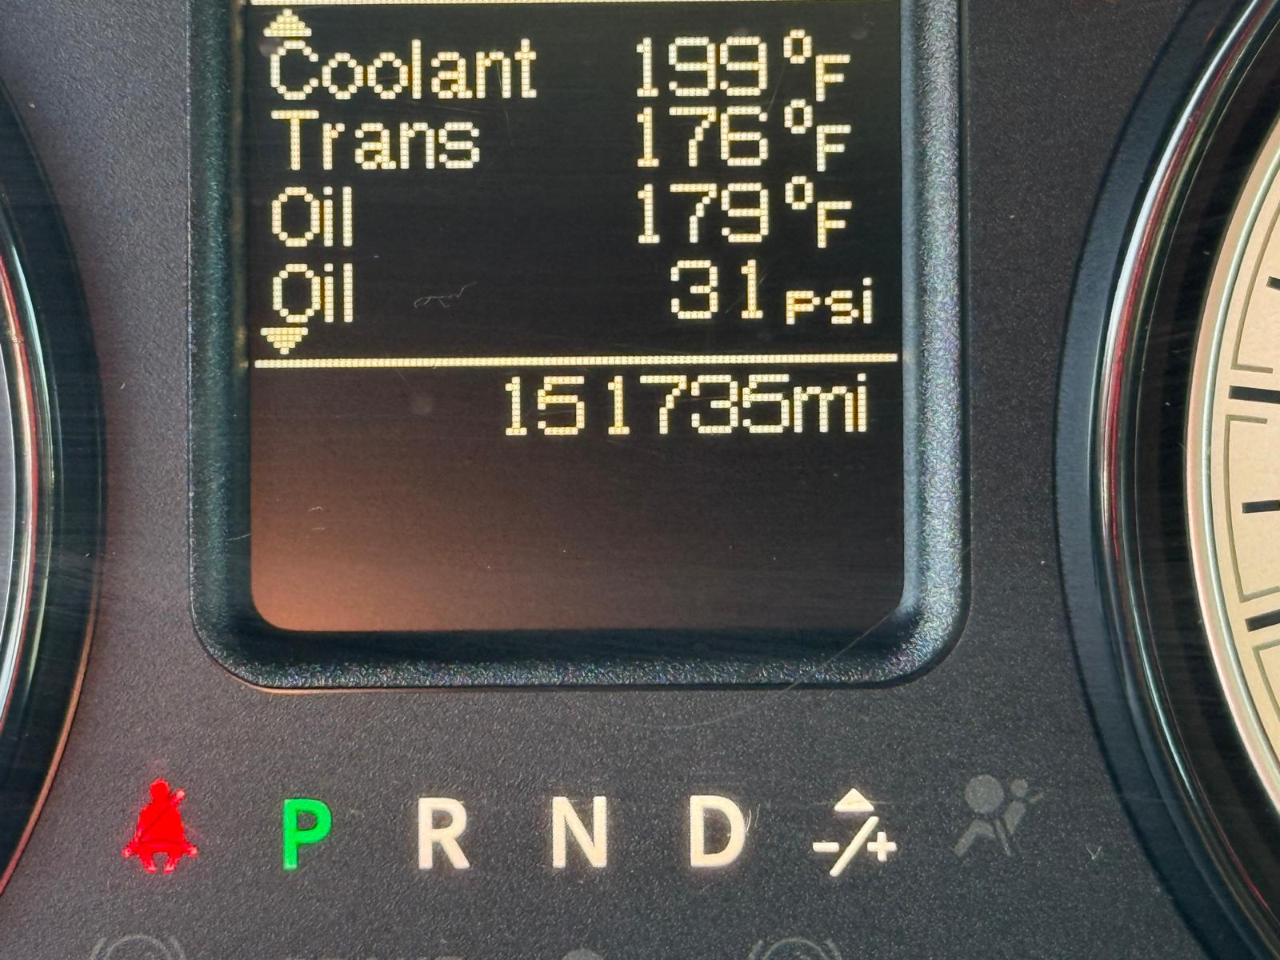 Coolant 199°F
Trans 176°F
Oil 179°F
Oil 31 psi
151735mi
P R N D -/+